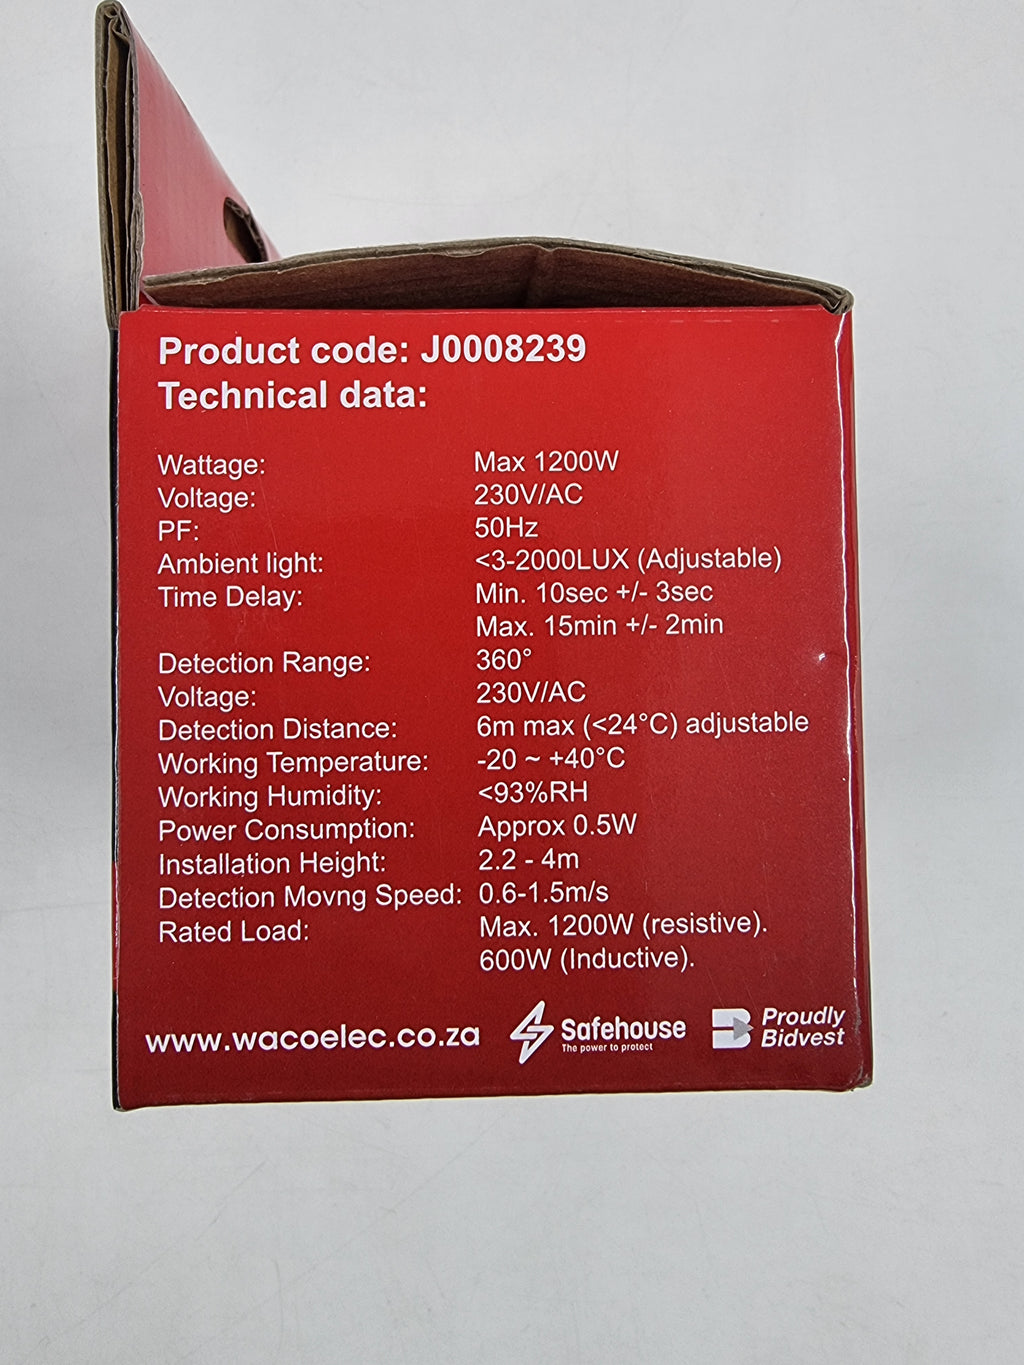 Product code: J0008239
Technical data:
Wattage: Max 1200W
Voltage: 230V/AC
PF: 50Hz
Ambient light: <3-2000LUX (Adjustable)
Time Delay: Min. 10sec +/- 3sec
Max. 15min +/- 2min
Detection Range: 360°
Voltage: 230V/AC
Detection Distance: 6m max (<24°C) adjustable
Working Temperature: -20 ~ +40°C
Working Humidity: <93%RH
Power Consumption: Approx 0.5W
Installation Height: 2.2 - 4m
Detection Movng Speed: 0.6-1.5m/s
Rated Load: Max. 1200W (resistive).
600W (Inductive).
www.wacoelec.co.za
Safehouse
The power to protect
Proudly
Bidvest